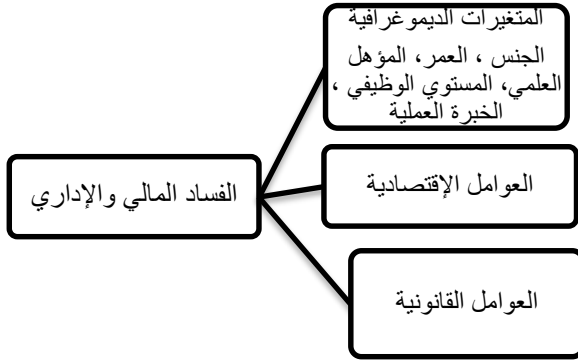 المتغيرات الديموغرافية
الجنس ، العمر، المؤهل
العلمي، المستوي الوظيفي ،
الخبرة العملية
العوامل الإقتصادية
الفساد المالي والإداري
العوامل القانونية